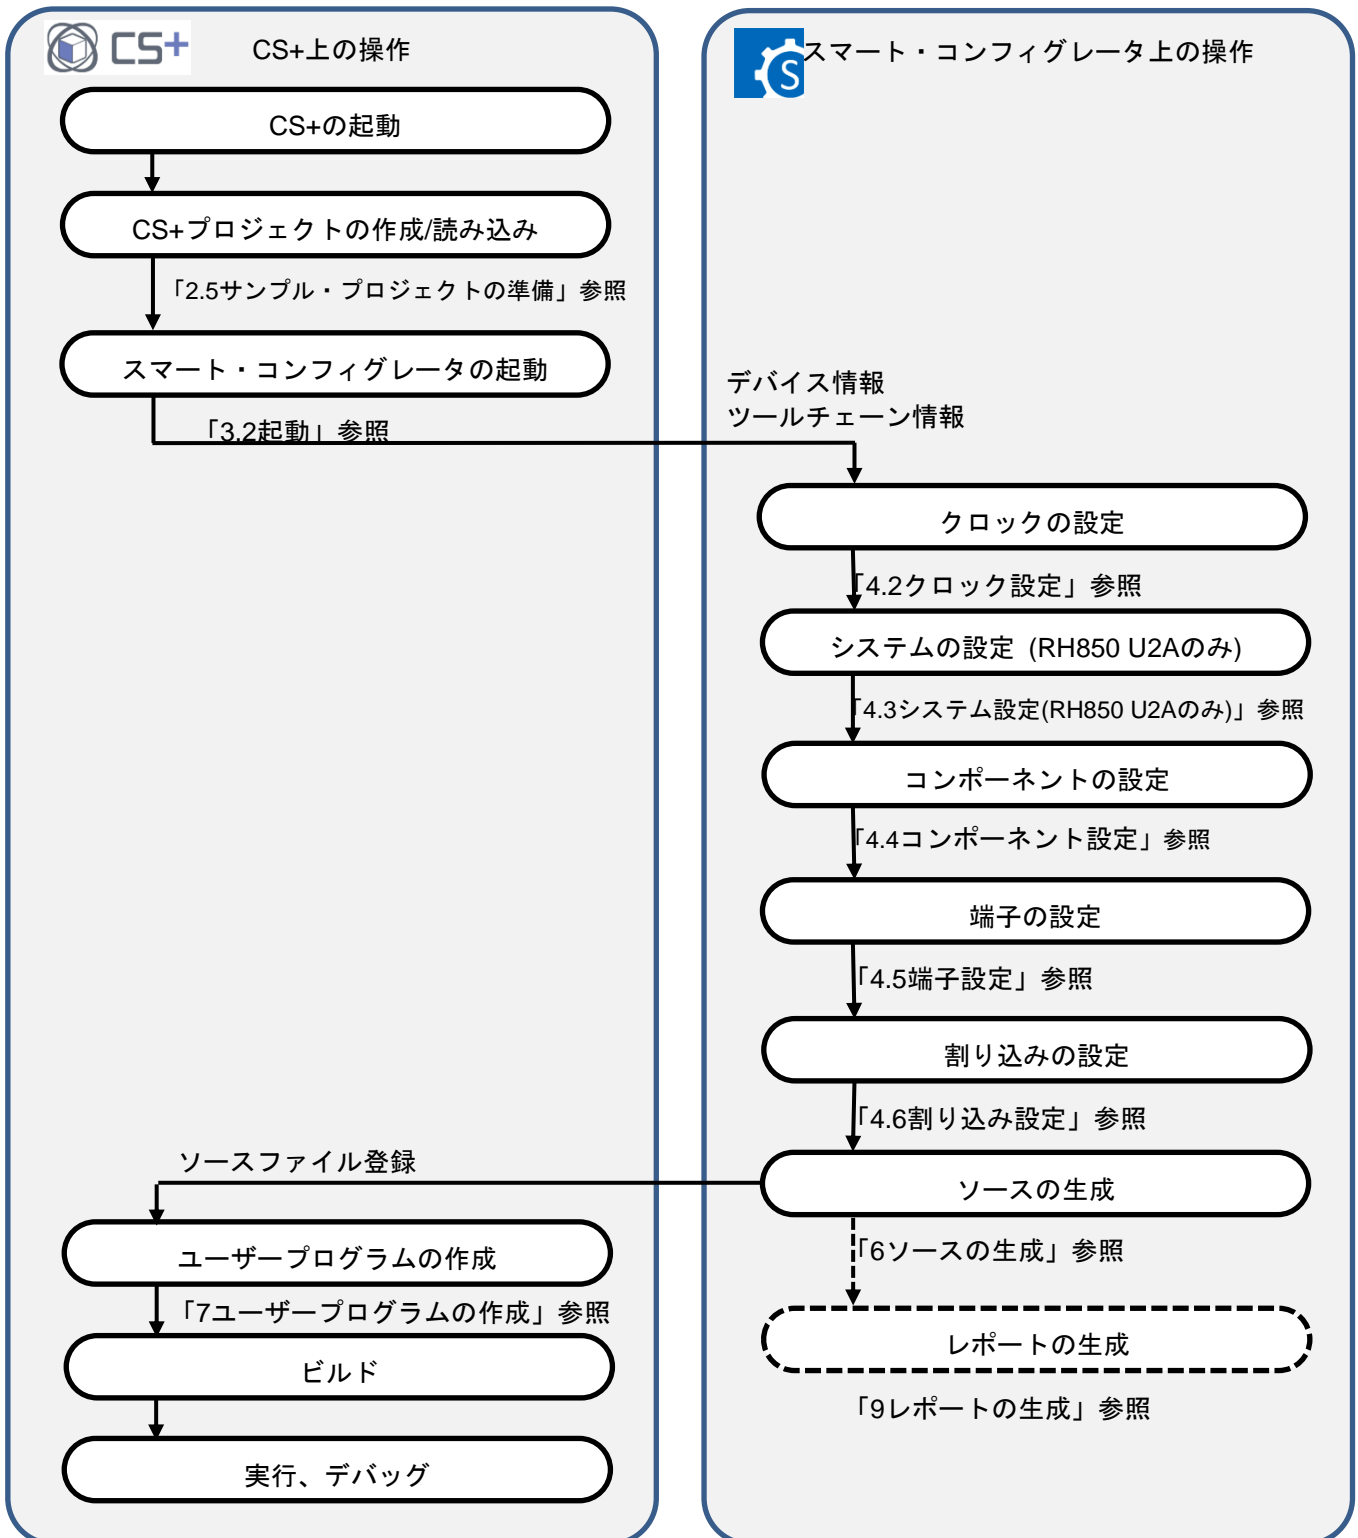 CS+
CS+上の操作
CS+の起動
CS+プロジェクトの作成/読み込み
「2.5サンプル・プロジェクトの準備」参照
スマート・コンフィグレータの起動
「3.2起動」参照
S
スマート・コンフィグレータ上の操作
デバイス情報
ツールチェーン情報
クロックの設定
「4.2クロック設定」参照
システムの設定 (RH850 U2Aのみ)
「4.3システム設定(RH850 U2Aのみ)」参照
コンポーネントの設定
「4.4コンポーネント設定」参照
端子の設定
「4.5端子設定」参照
割り込みの設定
「4.6割り込み設定」参照
ソースの生成
「6ソースの生成」参照
レポートの生成
「9レポートの生成」参照
ソースファイル登録
ユーザープログラムの作成
「7ユーザープログラムの作成」参照
ビルド
実行、デバッグ